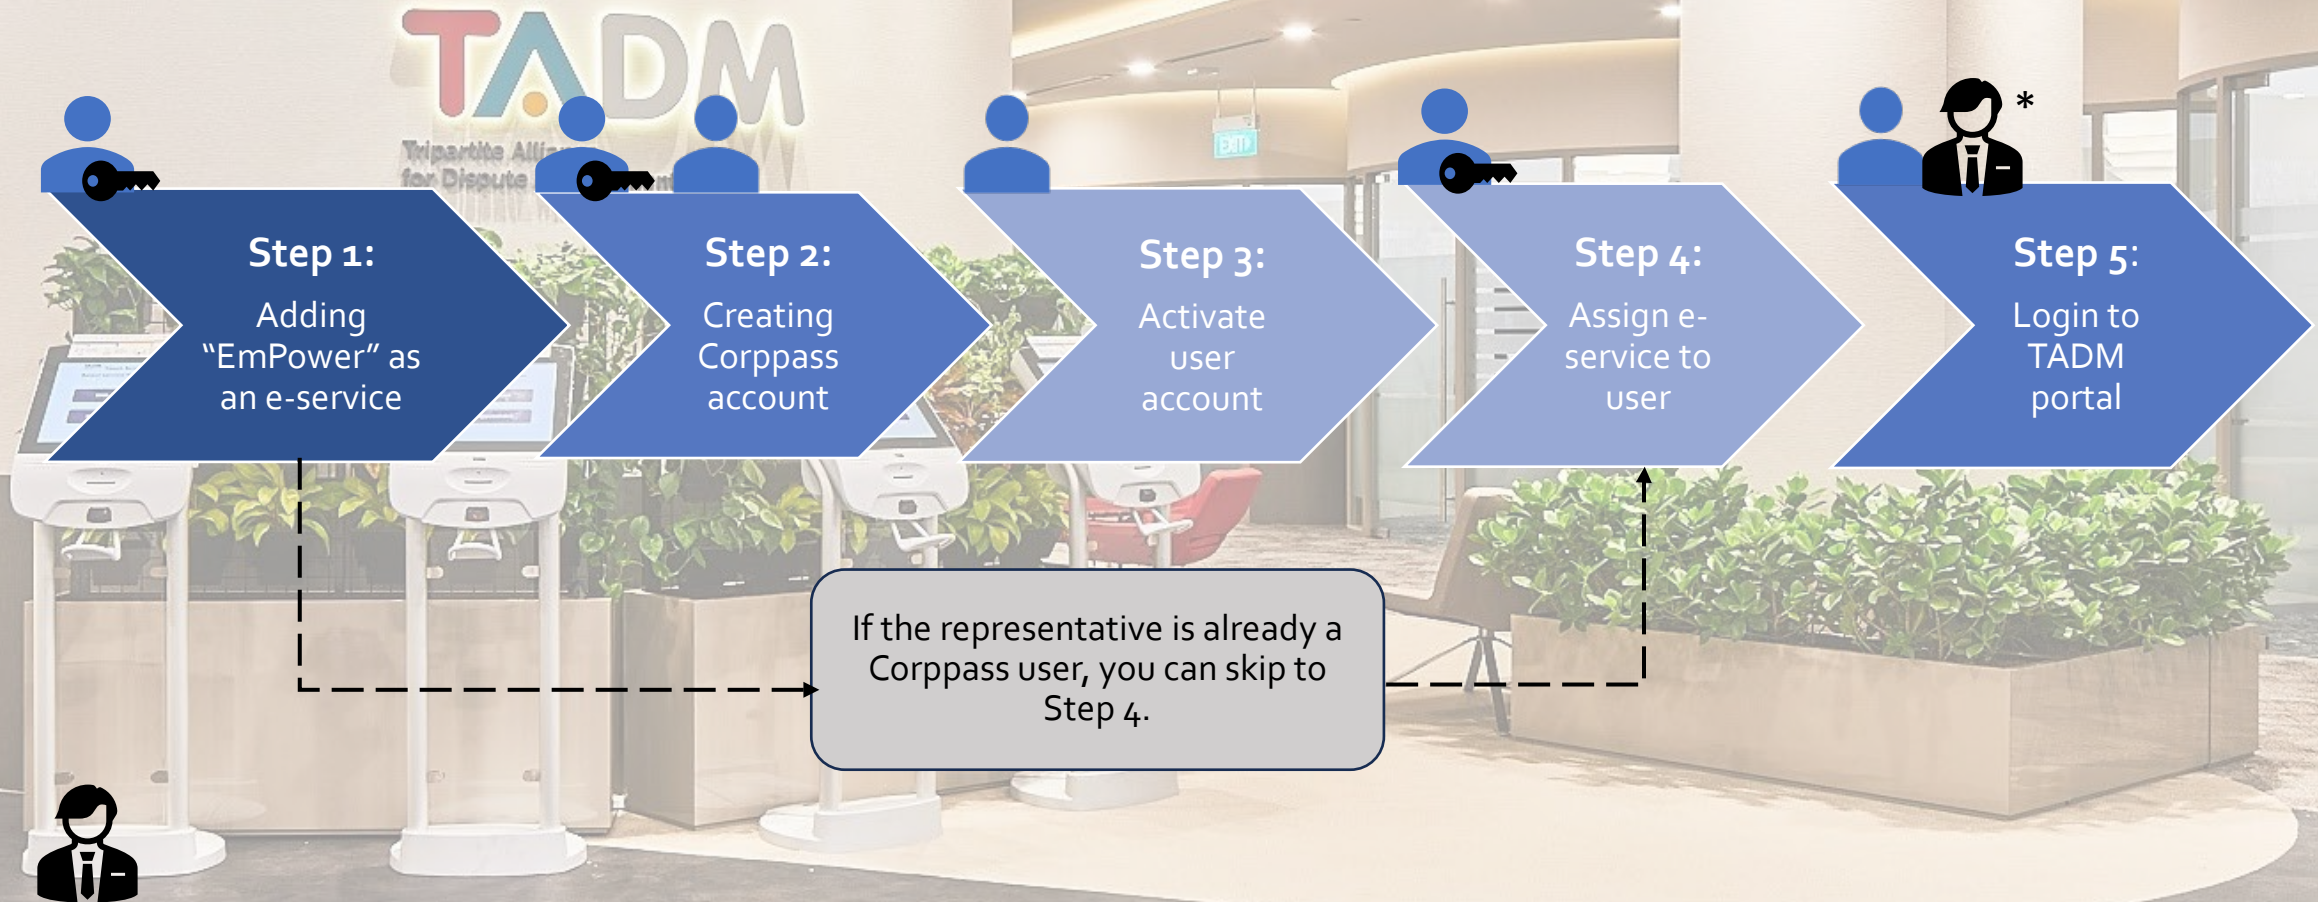 TADM
Tripartite
for Dispute
EXIT
*
Step 1:
Adding
“EmPower” as
an e-service
Step 2:
Creating
Corppass
account
Step 3:
Activate
user
account
Step 4:
Assign e-
service to
user
Step 5:
Login to
TADM
portal
If the representative is already a
Corppass user, you can skip to
Step 4.